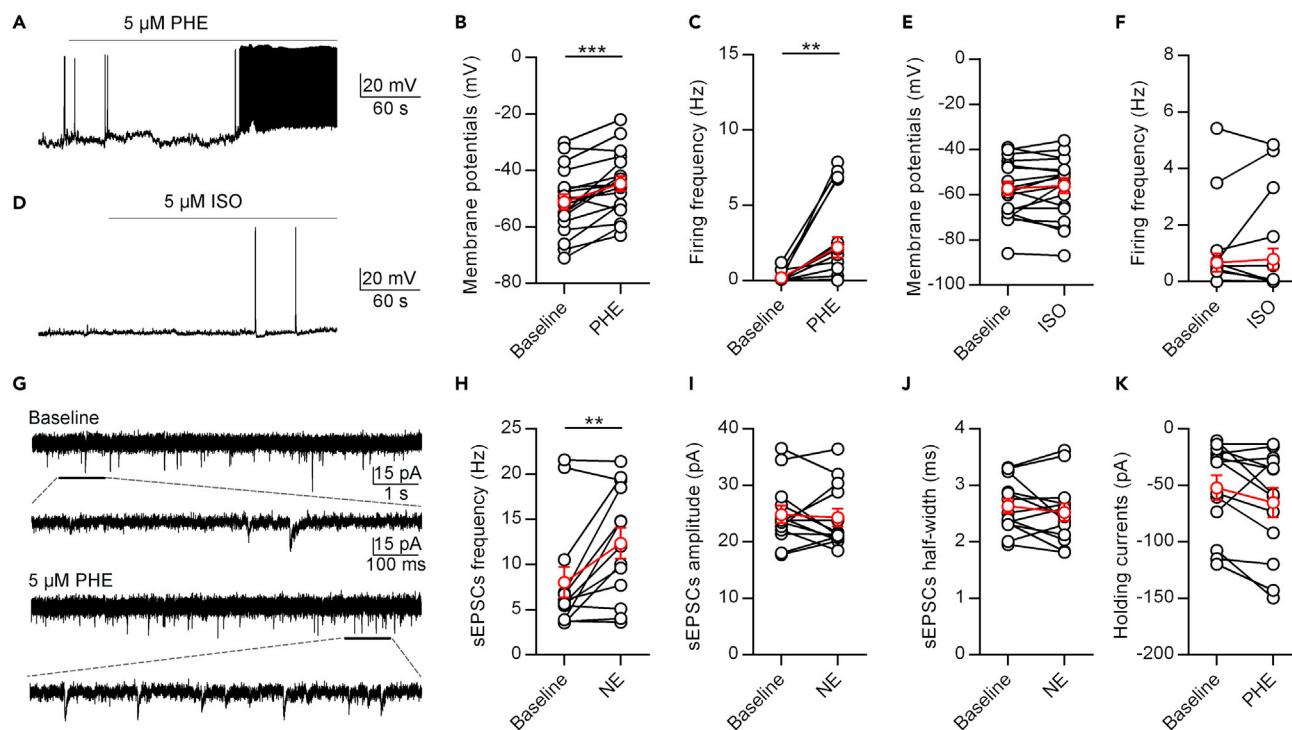 A
5 µM PHE
20 mV
60 s
B
***
Membrane potentials (mV)
0
-20
-40
-60
-80
Baseline
PHE
C
**
Firing frequency (Hz)
15
10
5
0
Baseline
PHE
E
Membrane potentials (mV)
0
-20
-40
-60
-80
-100
Baseline
ISO
F
Firing frequency (Hz)
8
6
4
2
0
Baseline
ISO
D
5 µM ISO
20 mV
60 s
G
Baseline
15 pA
1 s
15 pA
100 ms
5 µM PHE
H
**
sEPSCs frequency (Hz)
25
20
15
10
5
0
Baseline
NE
I
sEPSCs amplitude (pA)
40
30
20
10
0
Baseline
NE
J
sEPSCs half-width (ms)
4
3
2
1
0
Baseline
NE
K
Holding currents (pA)
0
-50
-100
-150
-200
Baseline
PHE